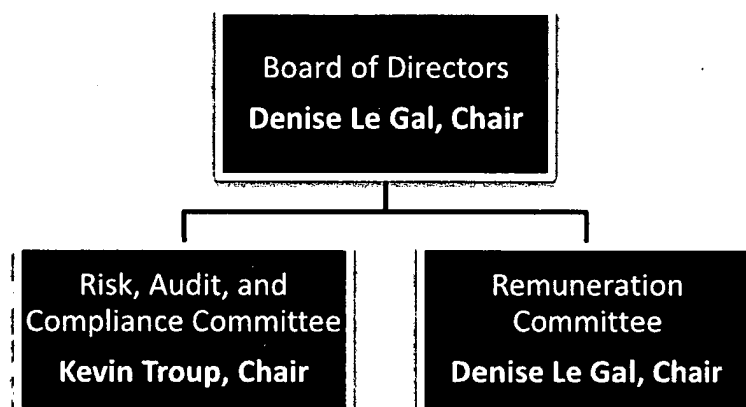 Board of Directors
Denise Le Gal, Chair
Risk, Audit, and
Compliance Committee
Kevin Troup, Chair
Remuneration
Committee
Denise Le Gal, Chair